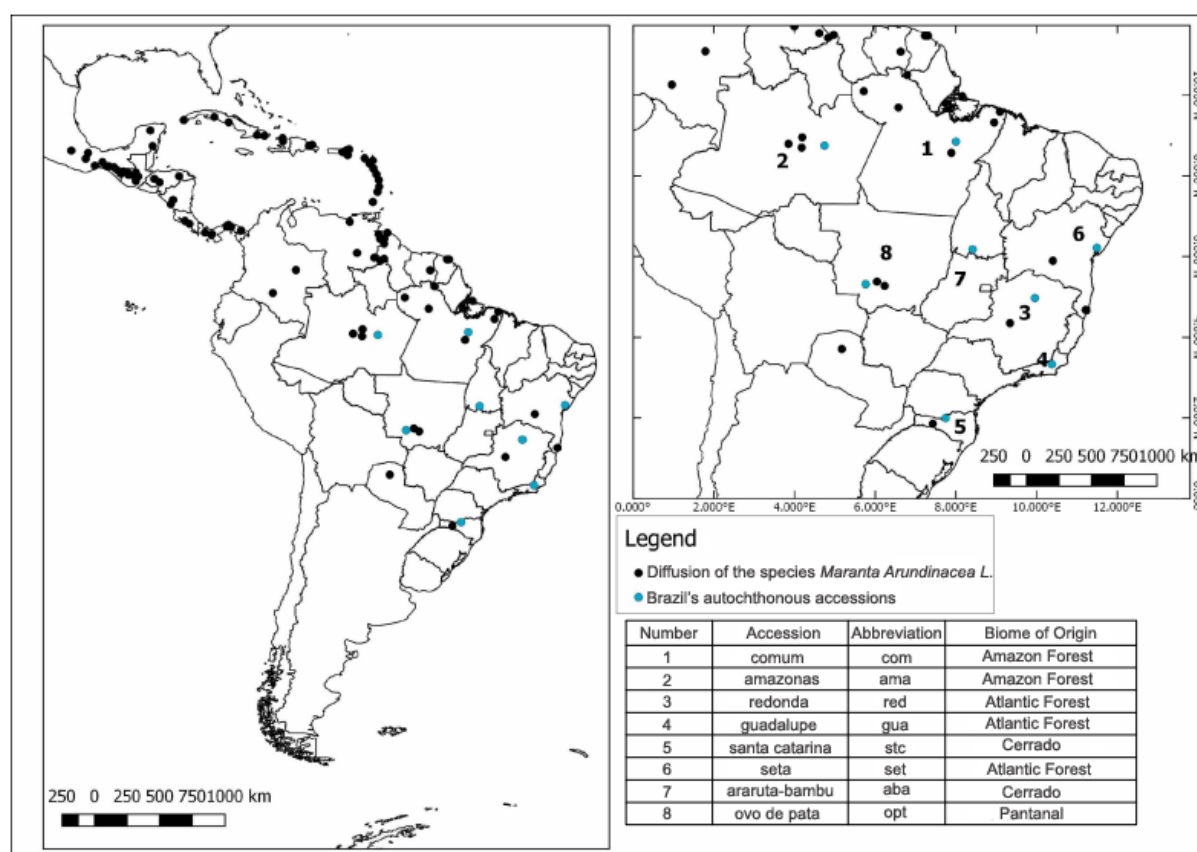 250 0 250 500 7501000 km
1
2
3
4
5
6
7
8
250 0 250 500 7501000 km
0.000° 2.000° 4.000° 6.000° 8.000° 10.000° 12.000°
Legend
Diffusion of the species Maranta Arundinacea L.
Brazil's autochthonous accessions
Number Accession Abbreviation Biome of Origin
1 comum com Amazon Forest
2 amazonas ama Amazon Forest
3 redonda red Atlantic Forest
4 guadalupe gua Atlantic Forest
5 santa catarina stc Cerrado
6 seta set Atlantic Forest
7 araruta-bambu aba Cerrado
8 ovo de pata opt Pantanal